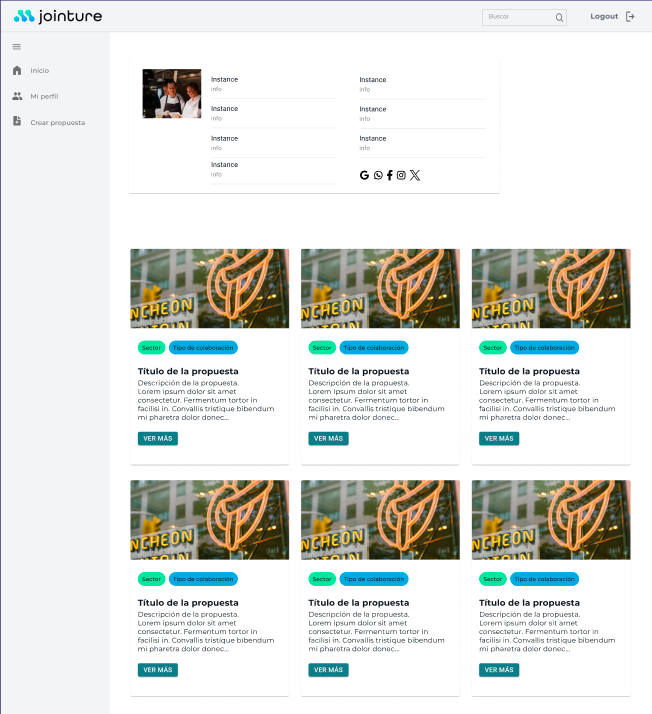 jointure
Buscar
Logout
Inicio
Mi perfil
Crear propuesta
Instance
info
Instance
info
Instance
info
Instance
info
Instance
info
Instance
info
Instance
info
NCHEON
Sector
Tipo de colaboración
Título de la propuesta
Descripción de la propuesta.
Lorem ipsum dolor sit amet
consectetur. Fermentum tortor in
facilisi in. Convallis tristique bibendum
mi pharetra dolor donec...
VER MÁS
NCHEON
Sector
Tipo de colaboración
Título de la propuesta
Descripción de la propuesta.
Lorem ipsum dolor sit amet
consectetur. Fermentum tortor in
facilisi in. Convallis tristique bibendum
mi pharetra dolor donec...
VER MÁS
NCHEON
Sector
Tipo de colaboración
Título de la propuesta
Descripción de la propuesta.
Lorem ipsum dolor sit amet
consectetur. Fermentum tortor in
facilisi in. Convallis tristique bibendum
mi pharetra dolor donec...
VER MÁS
NCHEON
Sector
Tipo de colaboración
Título de la propuesta
Descripción de la propuesta.
Lorem ipsum dolor sit amet
consectetur. Fermentum tortor in
facilisi in. Convallis tristique bibendum
mi pharetra dolor donec...
VER MÁS
NCHEON
Sector
Tipo de colaboración
Título de la propuesta
Descripción de la propuesta.
Lorem ipsum dolor sit amet
consectetur. Fermentum tortor in
facilisi in. Convallis tristique bibendum
mi pharetra dolor donec...
VER MÁS
NCHEON
Sector
Tipo de colaboración
Título de la propuesta
Descripción de la propuesta.
Lorem ipsum dolor sit amet
consectetur. Fermentum tortor in
facilisi in. Convallis tristique bibendum
mi pharetra dolor donec...
VER MÁS